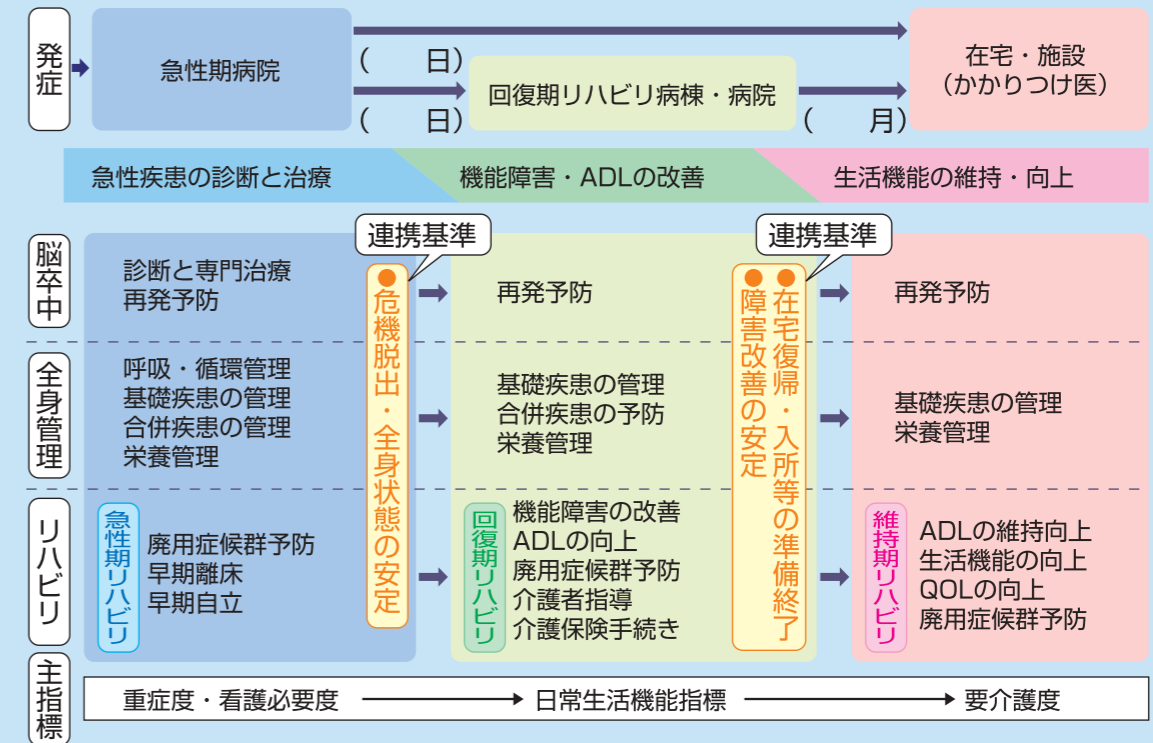 発症
急性期病院
(　　日)
(　　日)
回復期リハビリ病棟・病院
(　　月)
在宅・施設
(かかりつけ医)
急性疾患の診断と治療
機能障害・ADLの改善
生活機能の維持・向上
連携基準
連携基準
脳卒中
診断と専門治療
再発予防
再発予防
再発予防
全身管理
呼吸・循環管理
基礎疾患の管理
合併疾患の管理
栄養管理
基礎疾患の管理
合併疾患の予防
栄養管理
基礎疾患の管理
栄養管理
●危機脱出・全身状態の安定
●在宅復帰・入所等の準備終了
●障害改善の安定
リハビリ
急性期リハビリ
廃用症候群予防
早期離床
早期自立
回復期リハビリ
機能障害の改善
ADLの向上
廃用症候群予防
介護者指導
介護保険手続き
維持期リハビリ
ADLの維持向上
生活機能の向上
QOLの向上
廃用症候群予防
主指標
重症度・看護必要度
日常生活機能指標
要介護度